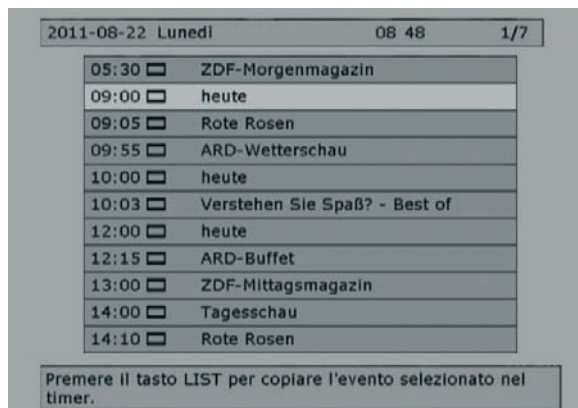 2011-08-22 Lunedì 08 48 1/7
05:30 ZDF-Morgenmagazin
09:00 heute
09:05 Rote Rosen
09:55 ARD-Wetterschau
10:00 heute
10:03 Verstehen Sie Spaß? - Best of
12:00 heute
12:15 ARD-Buffet
13:00 ZDF-Mittagsmagazin
14:00 Tagesschau
14:10 Rote Rosen
Premere il tasto LIST per copiare l'evento selezionato nel
timer.